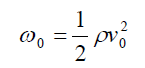 ω₀ = 1/2 ρv₀²